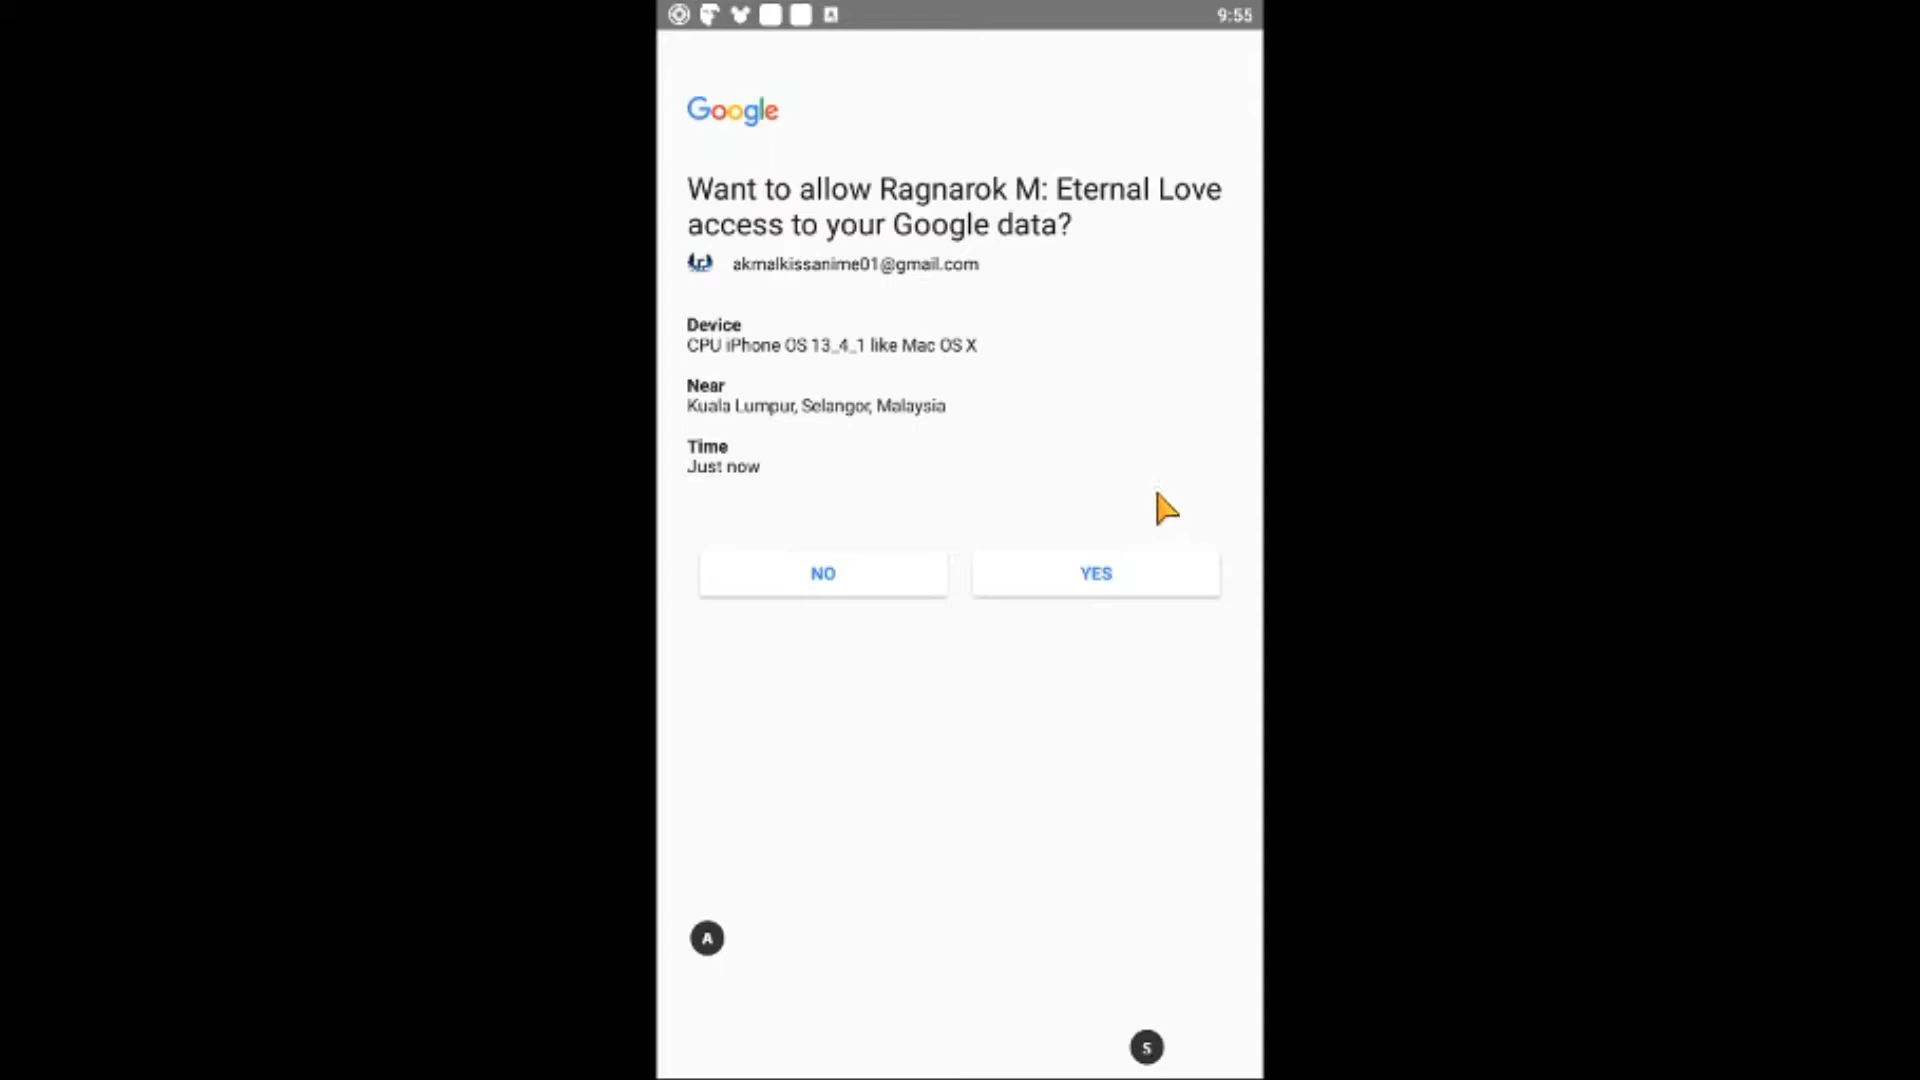 9:55
Google
Want to allow Ragnarok M: Eternal Love
access to your Google data?
akmalkissanime01@gmail.com
Device
CPU iPhone OS 13_4_1 like Mac OS X
Near
Kuala Lumpur, Selangor, Malaysia
Time
Just now
NO YES
A
S